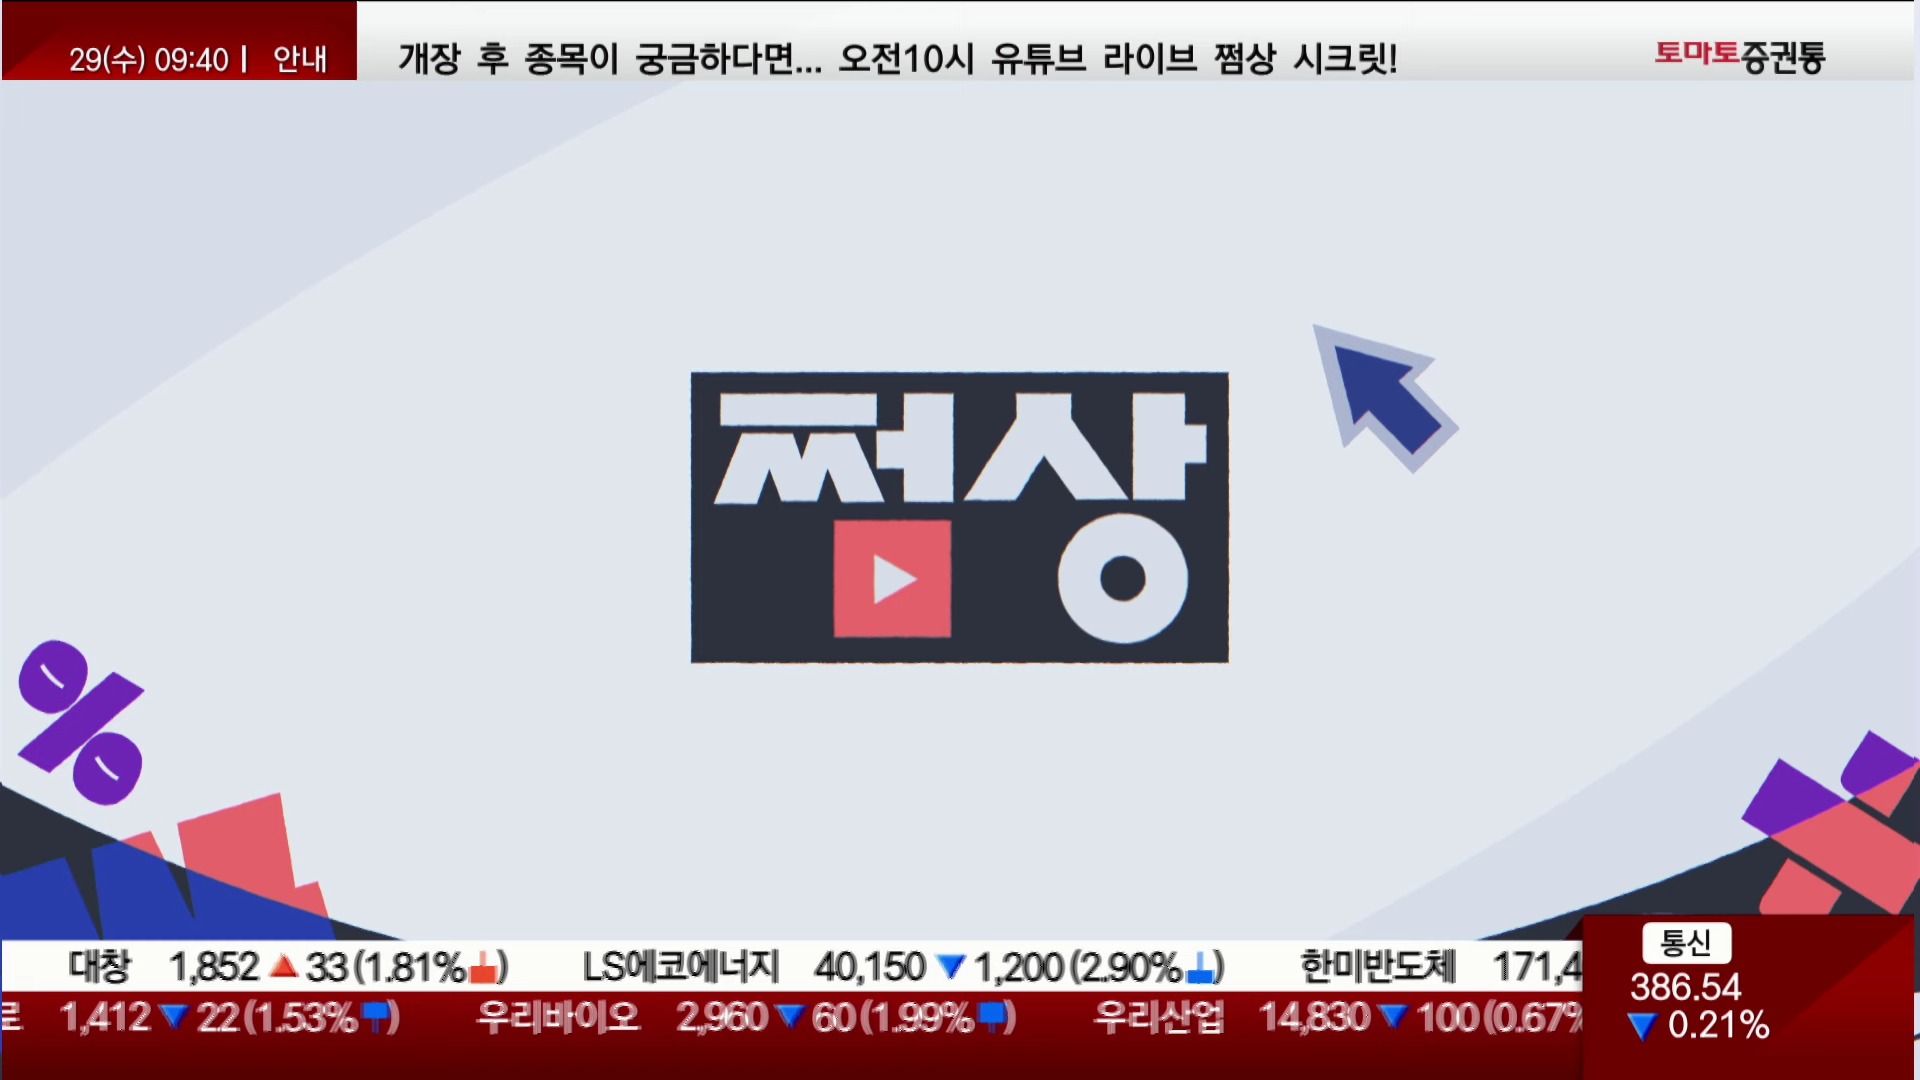 29(수) 09:40 | 안내
개장 후 종목이 궁금하다면... 오전10시 유튜브 라이브 쩜상 시크릿!
토마토증권통
쩜상
%
대창 1,852 ▲ 33 (1.81%) LS에코에너지 40,150 ▼ 1,200 (2.90%) 한미반도체 171,4
1,412 ▼ 22 (1.53%) 우리바이오 2,960 ▼ 60 (1.99%) 우리산업 14,830 ▼ 100 (0.67%
통신
386.54
▼ 0.21%